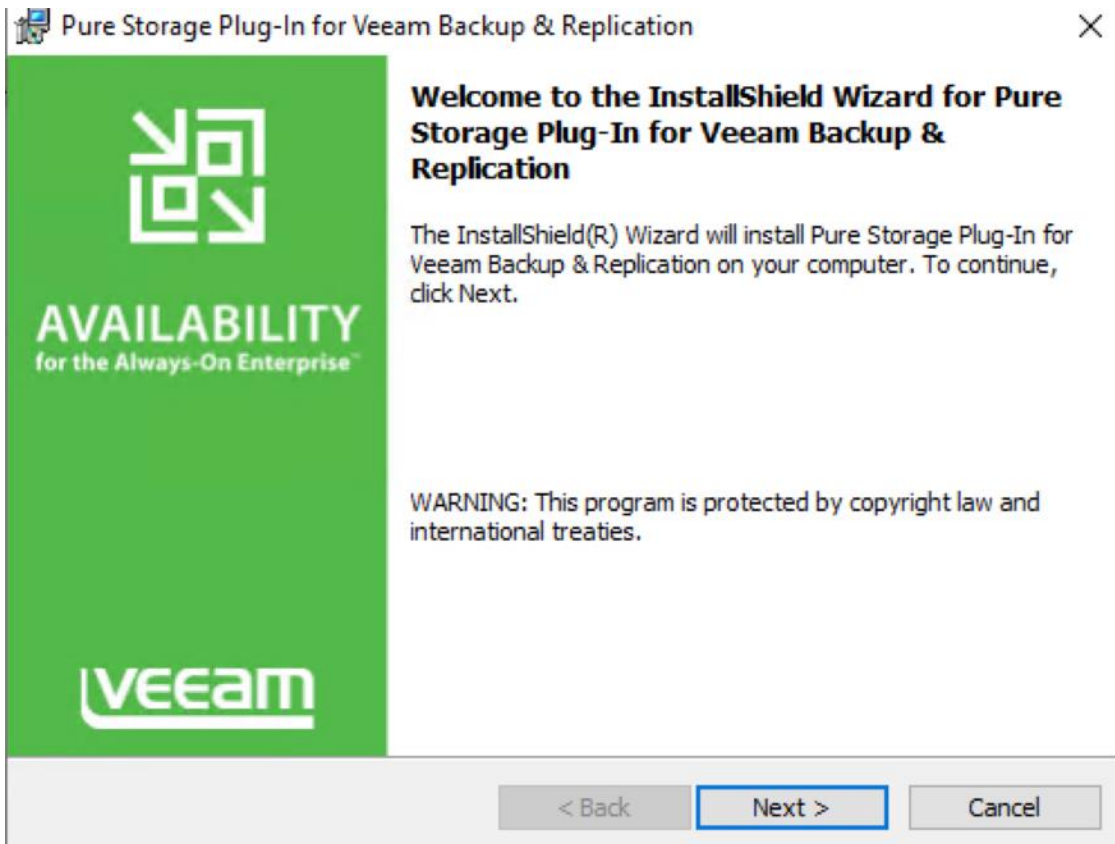 Pure Storage Plug-In for Veeam Backup & Replication
Welcome to the InstallShield Wizard for Pure
Storage Plug-In for Veeam Backup &
Replication
The InstallShield(R) Wizard will install Pure Storage Plug-In for
Veeam Backup & Replication on your computer. To continue,
click Next.
AVAILABILITY
for the Always-On Enterprise™
WARNING: This program is protected by copyright law and
international treaties.
veeam
< Back
Next >
Cancel